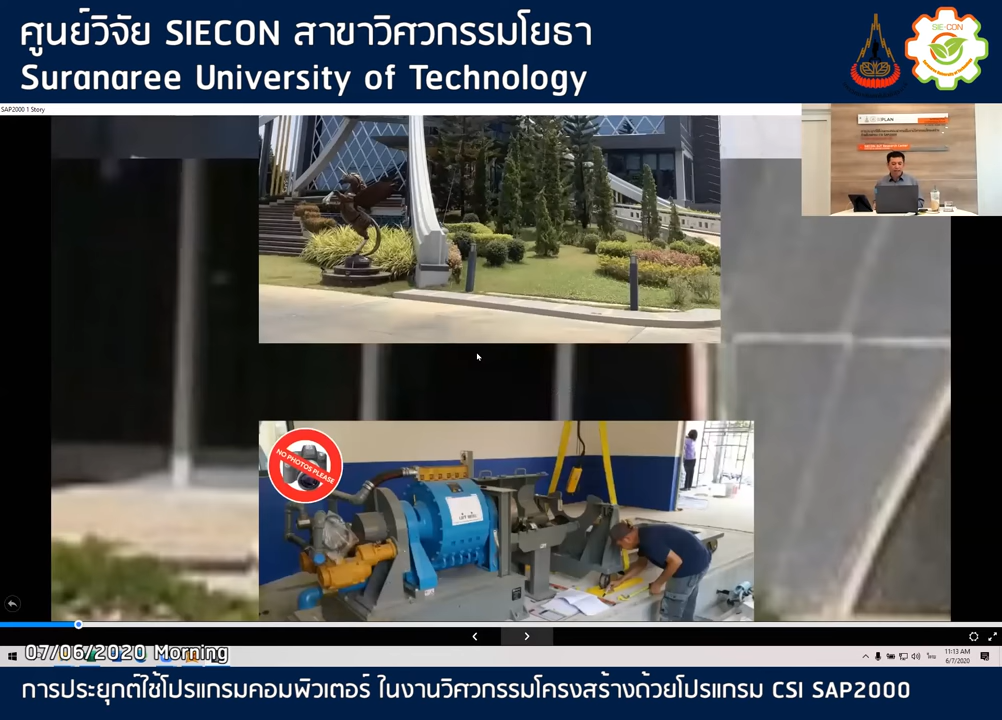 ศูนย์วิจัย SIECON สาขาวิศวกรรมโยธา
Suranaree University of Technology
SIE-CON
SAP2000 1 Story
NO PHOTOS PLEASE
07/06/2020 Morning
11:13 AM
6/7/2020
การประยุกต์ใช้โปรแกรมคอมพิวเตอร์ ในงานวิศวกรรมโครงสร้างด้วยโปรแกรม CSI SAP2000